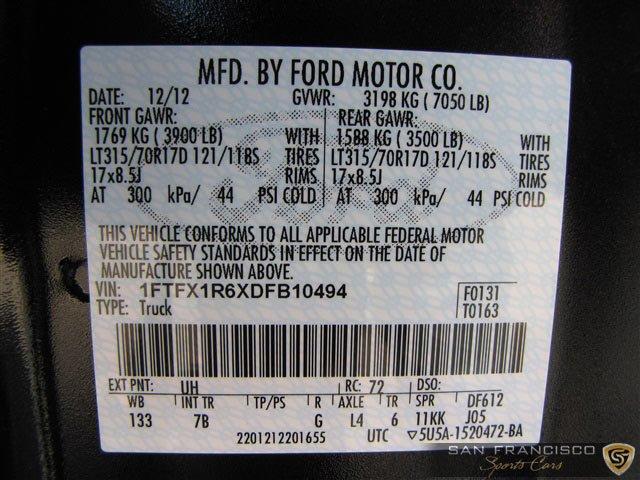 MFD. BY FORD MOTOR CO.
DATE: 12/12 GVWR: 3198 KG ( 7050 LB)
FRONT GAWR: REAR GAWR:
1769 KG ( 3900 LB) WITH 1588 KG ( 3500 LB) WITH
LT315/70R17D 121/118S TIRES LT315/70R17D 121/118S TIRES
17x8.5J RIMS 17x8.5J RIMS
AT 300 kPa/ 44 PSI COLD AT 300 kPa/ 44 PSI COLD
THIS VEHICLE CONFORMS TO ALL APPLICABLE FEDERAL MOTOR
VEHICLE SAFETY STANDARDS IN EFFECT ON THE DATE OF
MANUFACTURE SHOWN ABOVE.
VIN: 1FTFX1R6XDFB10494 F0131
TYPE: Truck T0163
EXT PNT: UH RC: 72 DSO:
WB INT TR TP/PS R AXLE TR SPR DF612
133 7B G L4 6 11KK J05
2201212201655 UTC ▽5U5A-1520472-BA
SAN FRANCISCO
Sports Cars